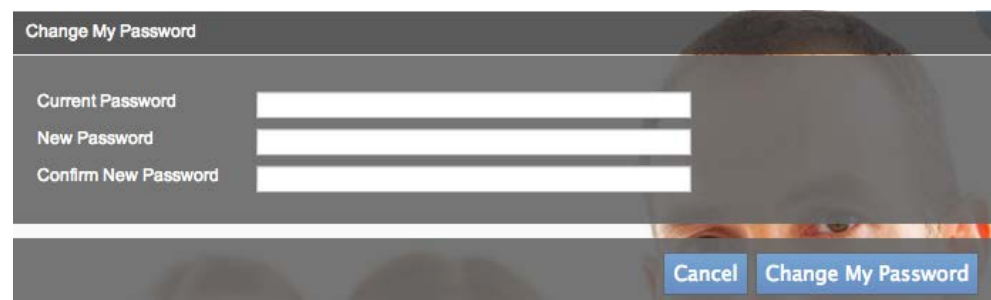 Change My Password
Current Password
New Password
Confirm New Password
Cancel Change My Password